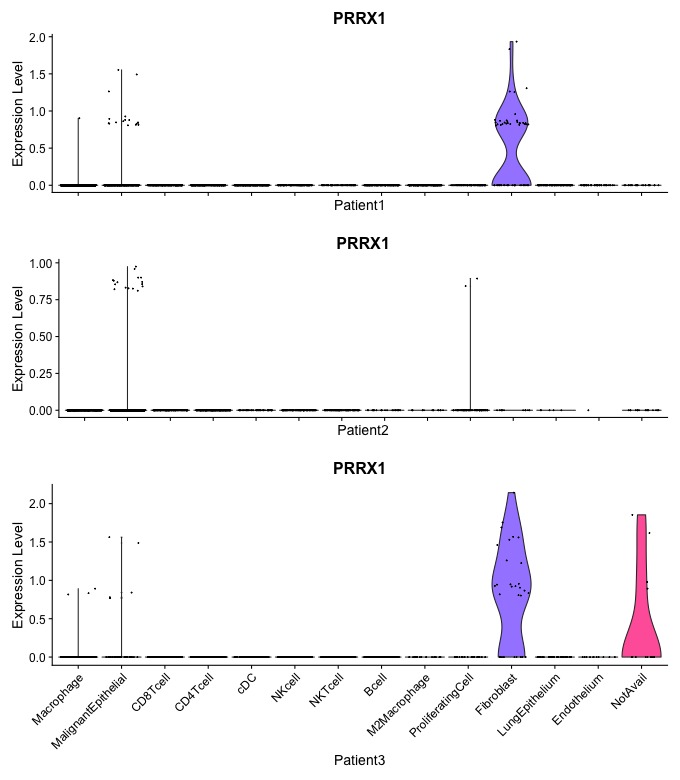 PRRX1
Expression Level
2.0
1.5
1.0
0.5
0.0
Patient1
PRRX1
Expression Level
1.00
0.75
0.50
0.25
0.00
Patient2
PRRX1
Expression Level
2.0
1.5
1.0
0.5
0.0
Macrophage
MalignantEpithelial
CD8Tcell
CD4Tcell
cDC
NKcell
NKTcell
Bcell
M2Macrophage
ProliferatingCell
Fibroblast
LungEpithelium
Endothelium
NotAvail
Patient3